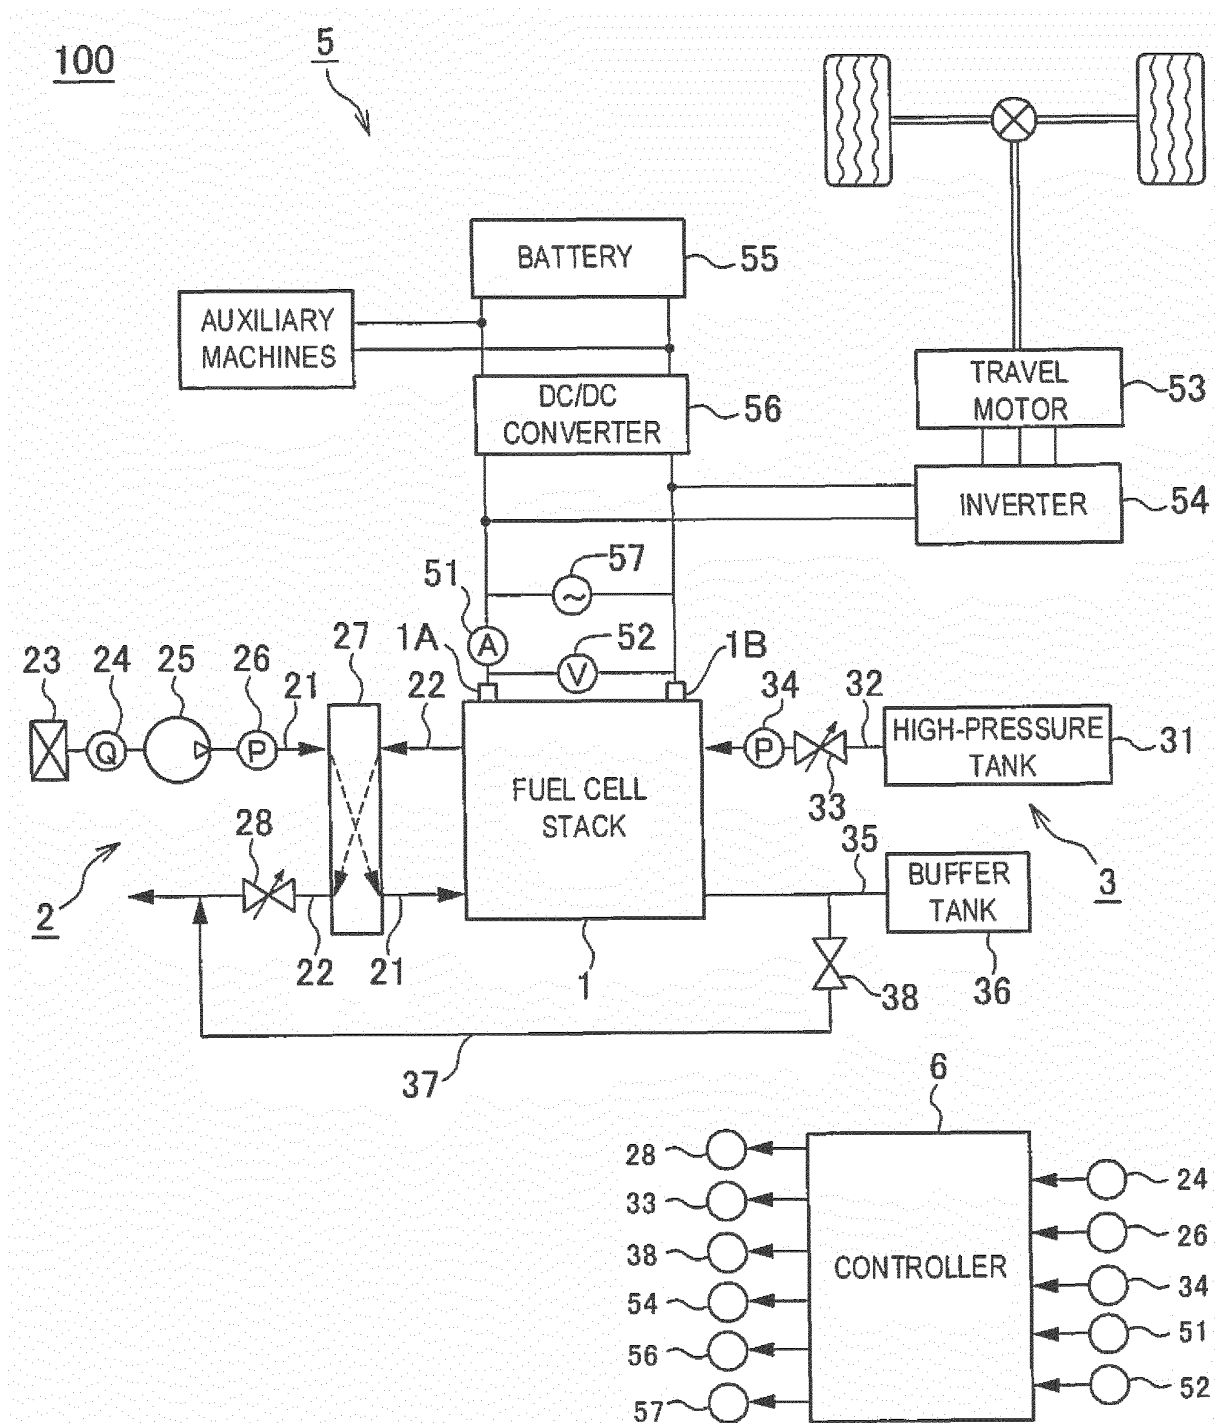 100
5
BATTERY
55
AUXILIARY
MACHINES
DC/DC
CONVERTER
56
TRAVEL
MOTOR
53
INVERTER
54
57
51
A
~
52
V
1A
1B
23
24
25
26
21
27
22
Q
P
34
32
P
33
HIGH-PRESSURE
TANK
31
FUEL CELL
STACK
28
2
22
21
1
35
BUFFER
TANK
3
38
36
37
6
CONTROLLER
28
33
38
54
56
57
24
26
34
51
52